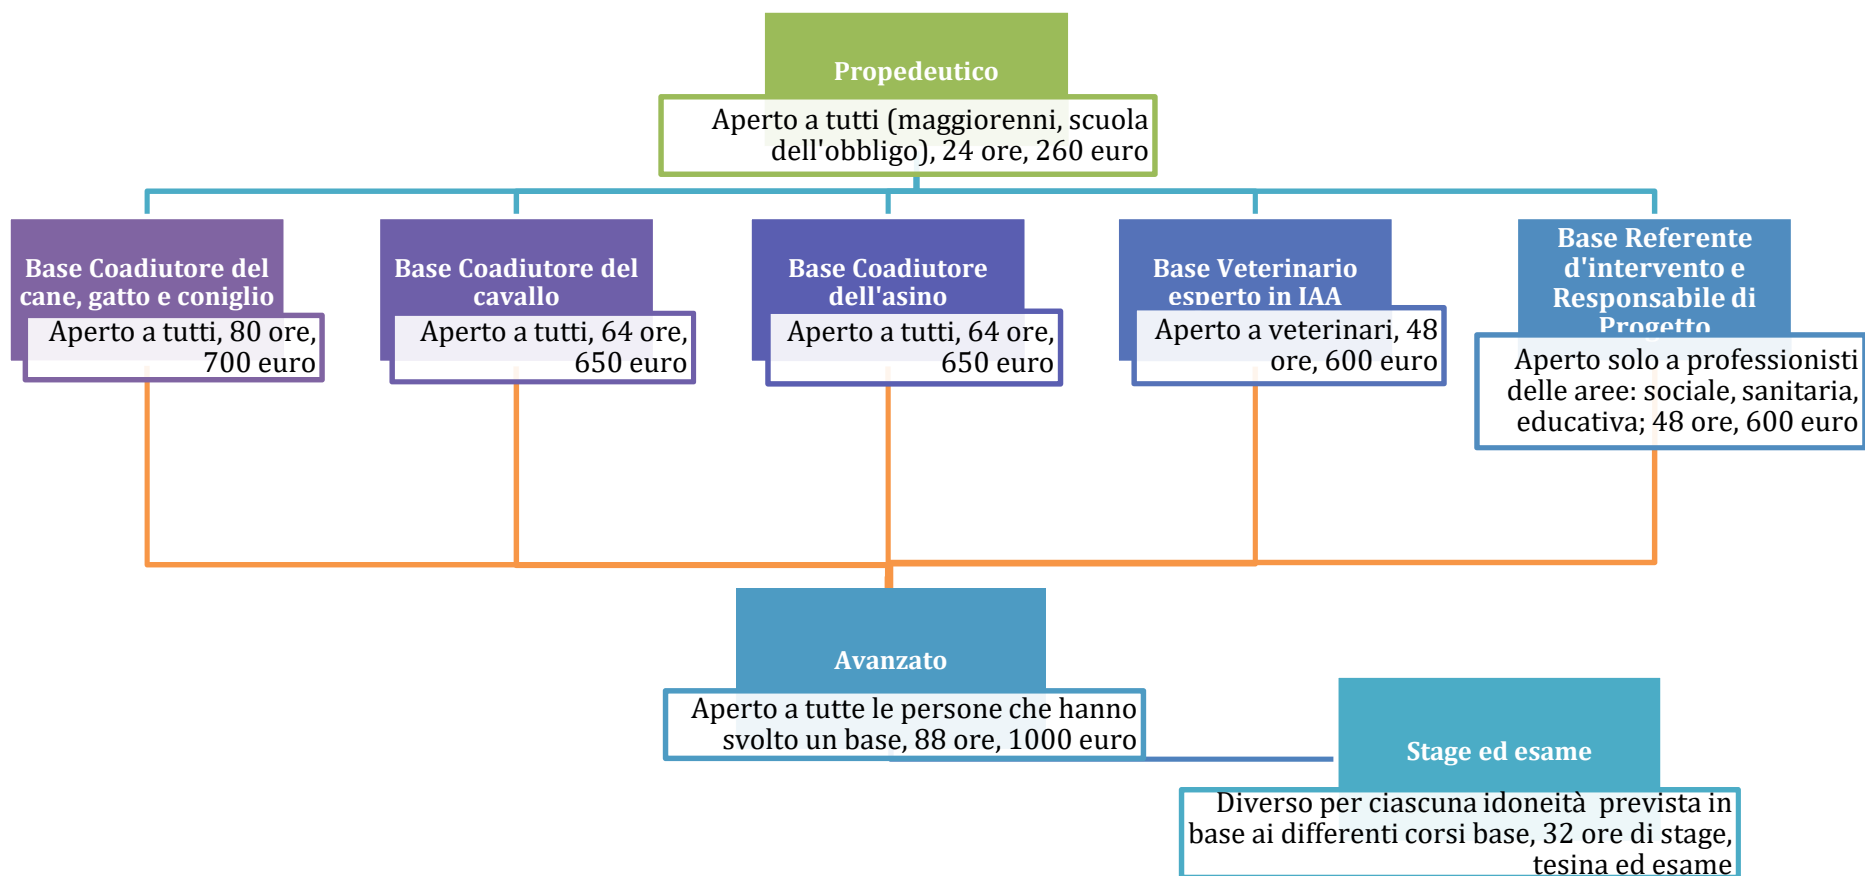 Propedeutico
Aperto a tutti (maggiorenni, scuola
dell'obbligo), 24 ore, 260 euro
Base Coadiutore del
cane, gatto e coniglio
Aperto a tutti, 80 ore,
700 euro
Base Coadiutore del
cavallo
Aperto a tutti, 64 ore,
650 euro
Base Coadiutore
dell'asino
Aperto a tutti, 64 ore,
650 euro
Base Veterinario
esperto in IAA
Aperto a veterinari, 48
ore, 600 euro
Base Referente
d'intervento e
Responsabile di
Progetto
Aperto solo a professionisti
delle aree: sociale, sanitaria,
educativa; 48 ore, 600 euro
Avanzato
Aperto a tutte le persone che hanno
svolto un base, 88 ore, 1000 euro
Stage ed esame
Diverso per ciascuna idoneità prevista in
base ai differenti corsi base, 32 ore di stage,
tesina ed esame